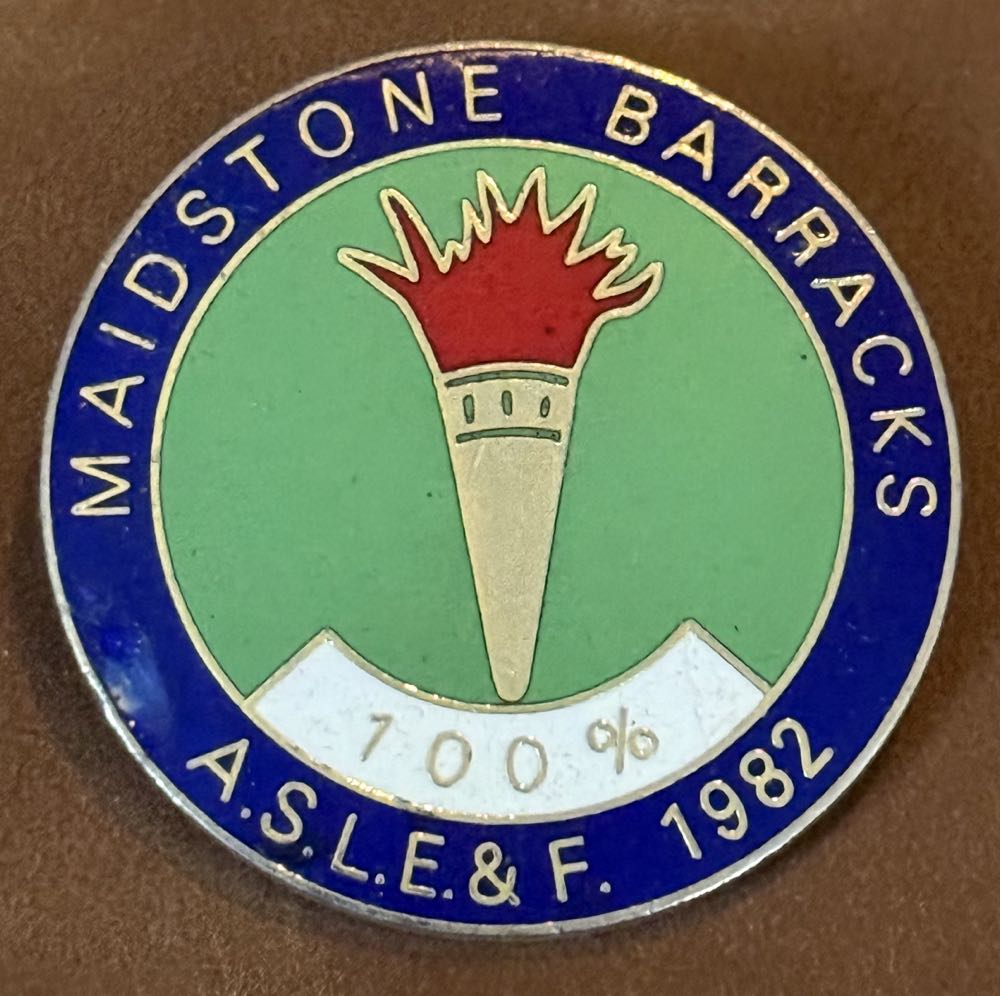 MAIDSTONE BARRACKS
100%
A.S.L.E.& F. 1982